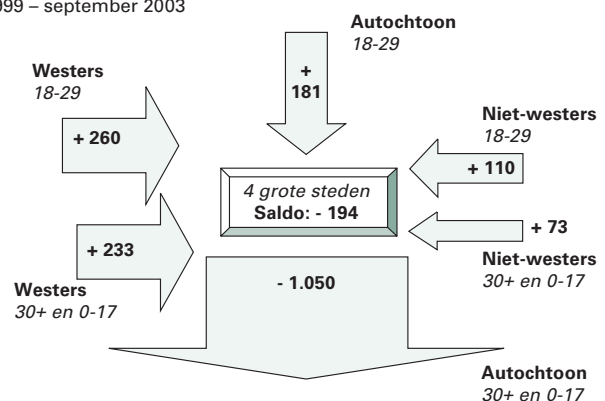 999 – september 2003
Autochtoon
18-29
+
181
Westers
18-29
+ 260
Niet-westers
18-29
+ 110
4 grote steden
Saldo: - 194
+ 73
Niet-westers
30+ en 0-17
+ 233
Westers
30+ en 0-17
- 1.050
Autochtoon
30+ en 0-17